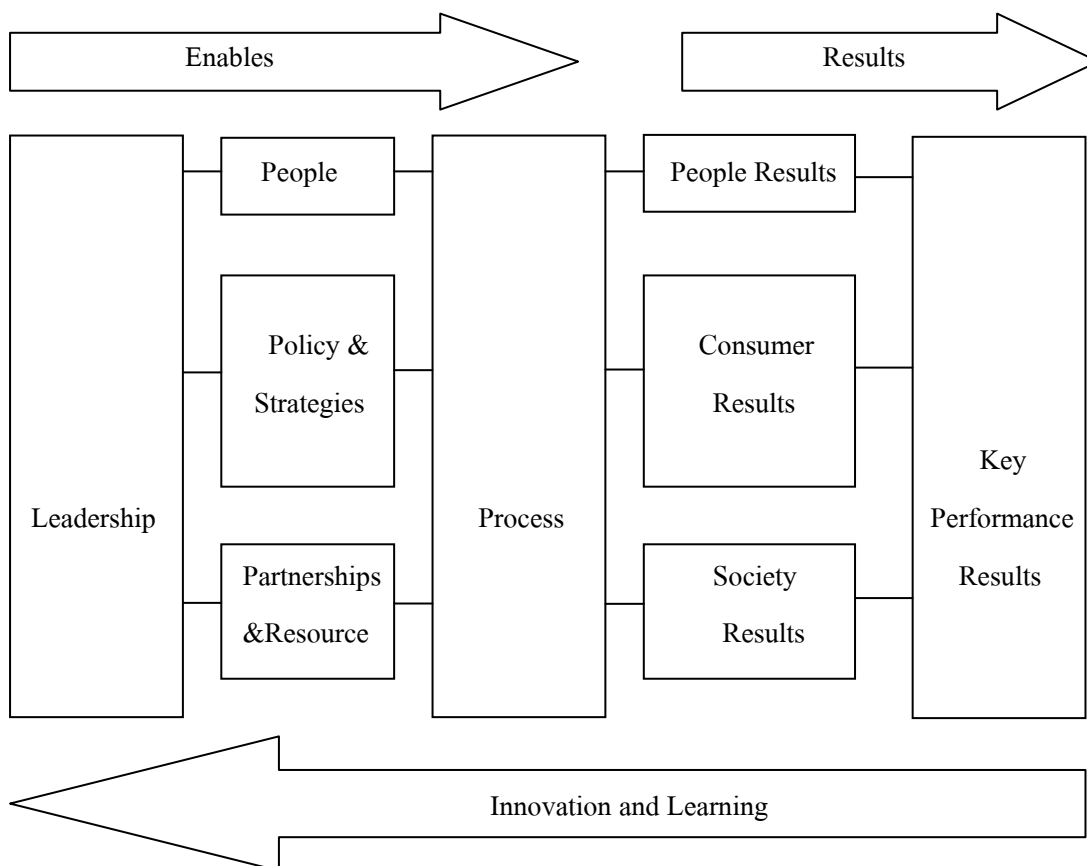 Enables
Results
People
People Results
Policy &
Strategies
Consumer
Results
Leadership
Process
Key
Performance
Results
Partnerships
&Resource
Society
Results
Innovation and Learning